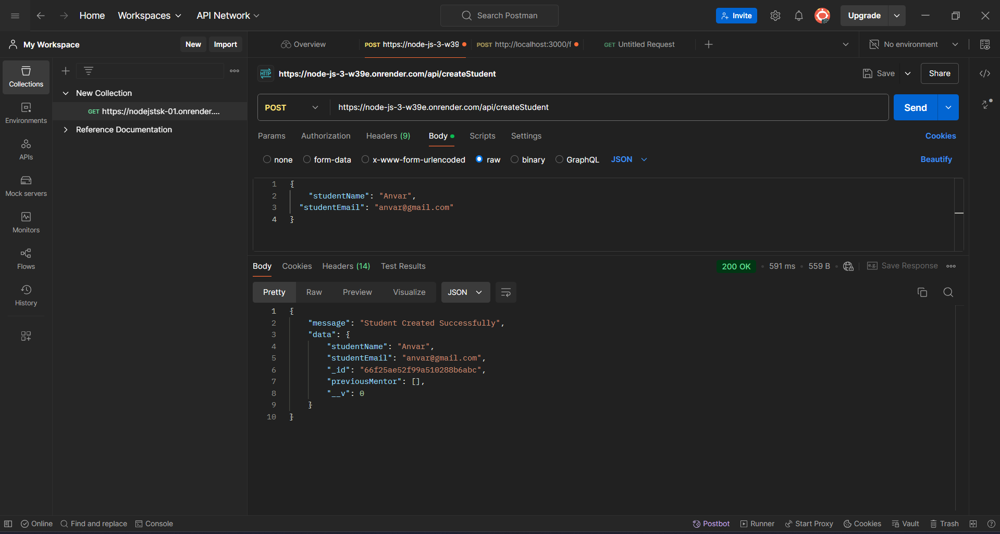 Home
Workspaces
API Network
Search Postman
Invite
Upgrade
My Workspace
New
Import
Overview
POST https://node-js-3-w39
POST http://localhost:3000/f
GET Untitled Request
No environment
Collections
Environments
APIs
Mock servers
Monitors
Flows
History
New Collection
GET https://nodejstsk-01.onrender....
Reference Documentation
HTTP https://node-js-3-w39e.onrender.com/api/createStudent
Save
Share
POST
https://node-js-3-w39e.onrender.com/api/createStudent
Send
Params
Authorization
Headers (9)
Body
Scripts
Settings
Cookies
none
form-data
x-www-form-urlencoded
raw
binary
GraphQL
JSON
Beautify
1 {
2 "studentName": "Anvar",
3 "studentEmail": "anvar@gmail.com"
4 }
Body
Cookies
Headers (14)
Test Results
200 OK
591 ms
559 B
e.g. Save Response
Pretty
Raw
Preview
Visualize
JSON
1 {
2 "message": "Student Created Successfully",
3 "data": {
4 "studentName": "Anvar",
5 "studentEmail": "anvar@gmail.com",
6 "_id": "66f25ae52f99a510288b6abc",
7 "previousMentor": [],
8 "__v": 0
9 }
10 }
Online
Find and replace
Console
Postbot
Runner
Start Proxy
Cookies
Vault
Trash